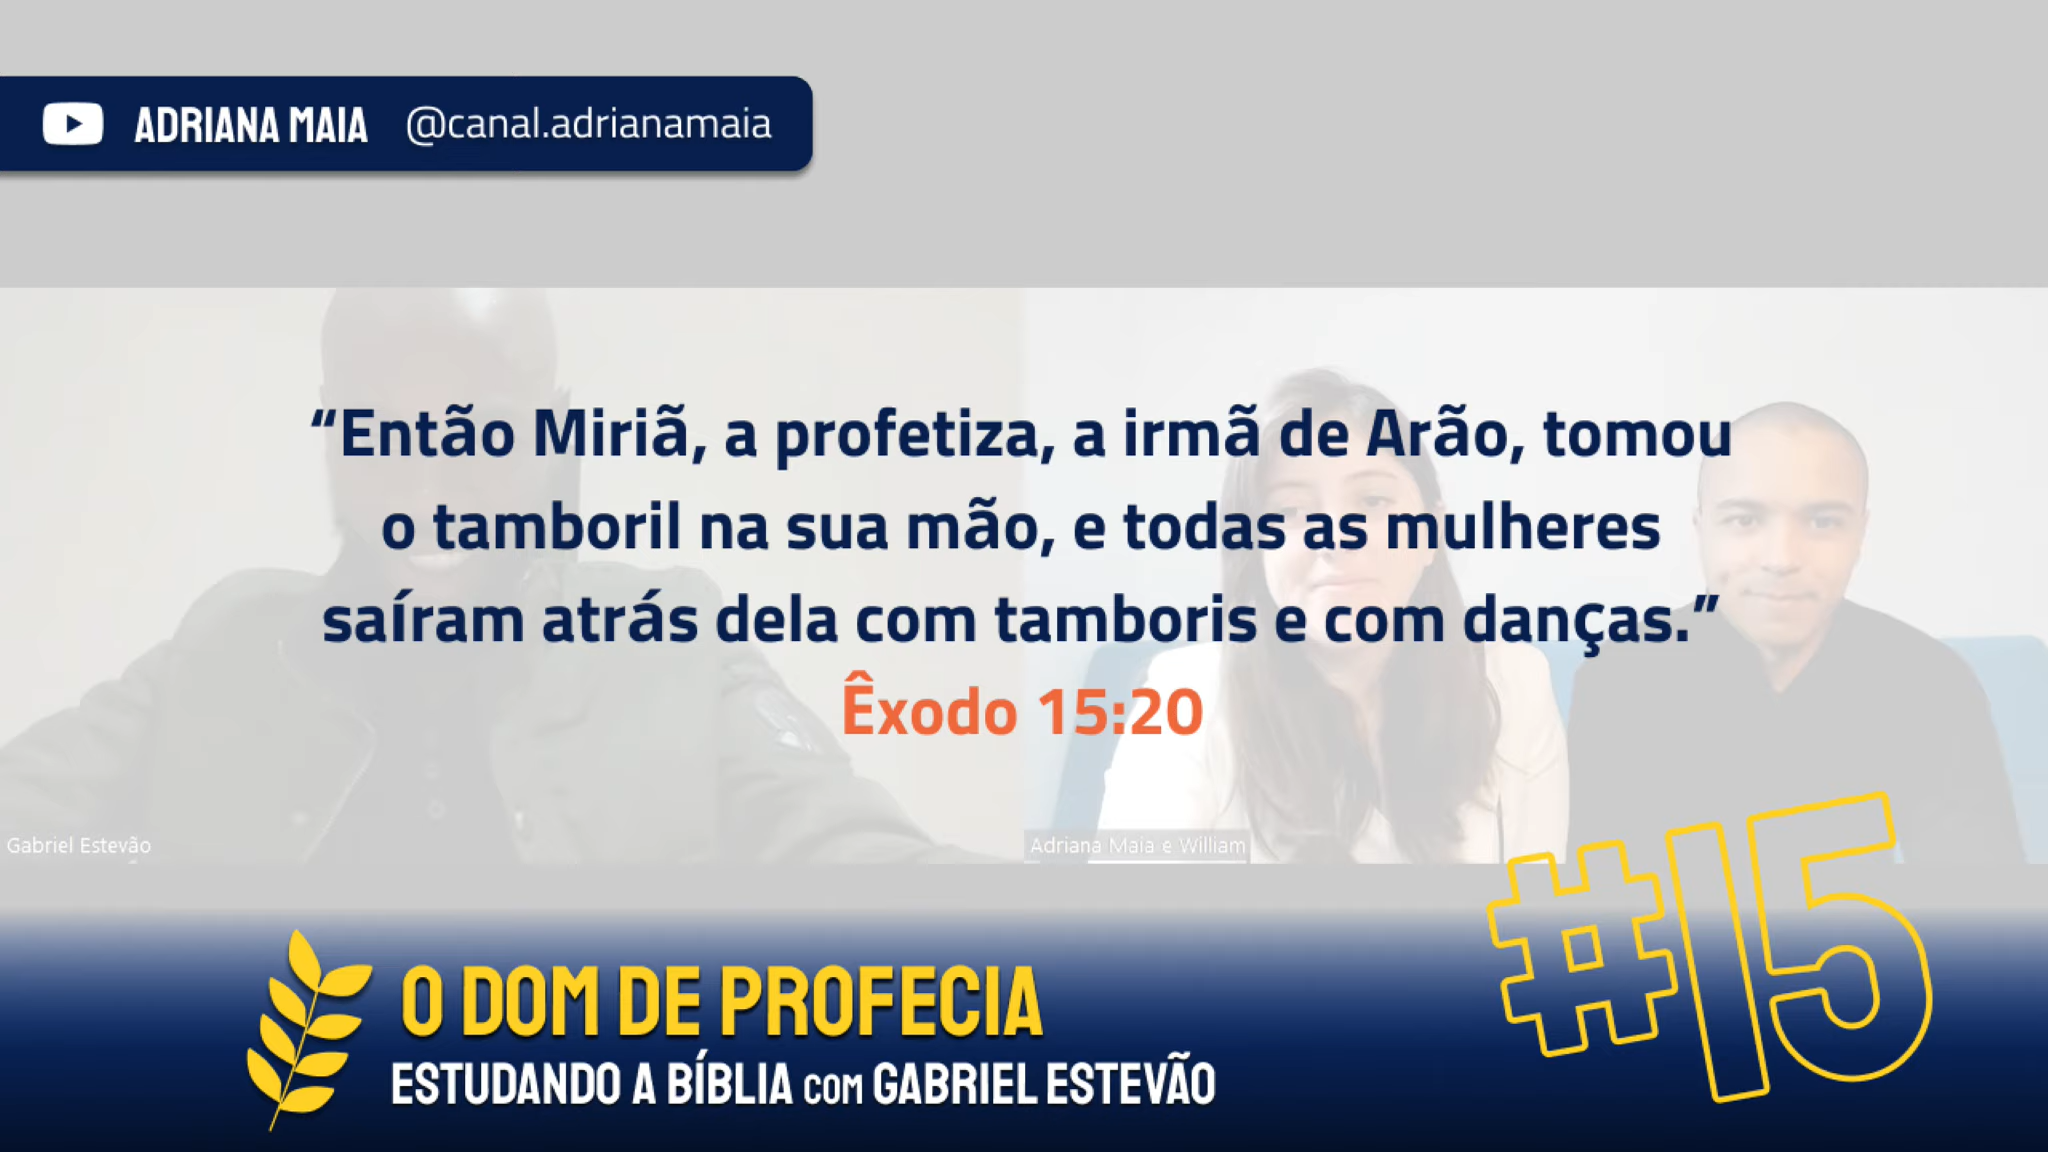 ADRIANA MAIA @canal.adrianamaia
“Então Miriã, a profetiza, a irmã de Arão, tomou
o tamboril na sua mão, e todas as mulheres
saíram atrás dela com tamboris e com danças.”
Êxodo 15:20
Gabriel Estevão
Adriana Maia e William
#15
O DOM DE PROFECIA
ESTUDANDO A BÍBLIA COM GABRIEL ESTEVÃO